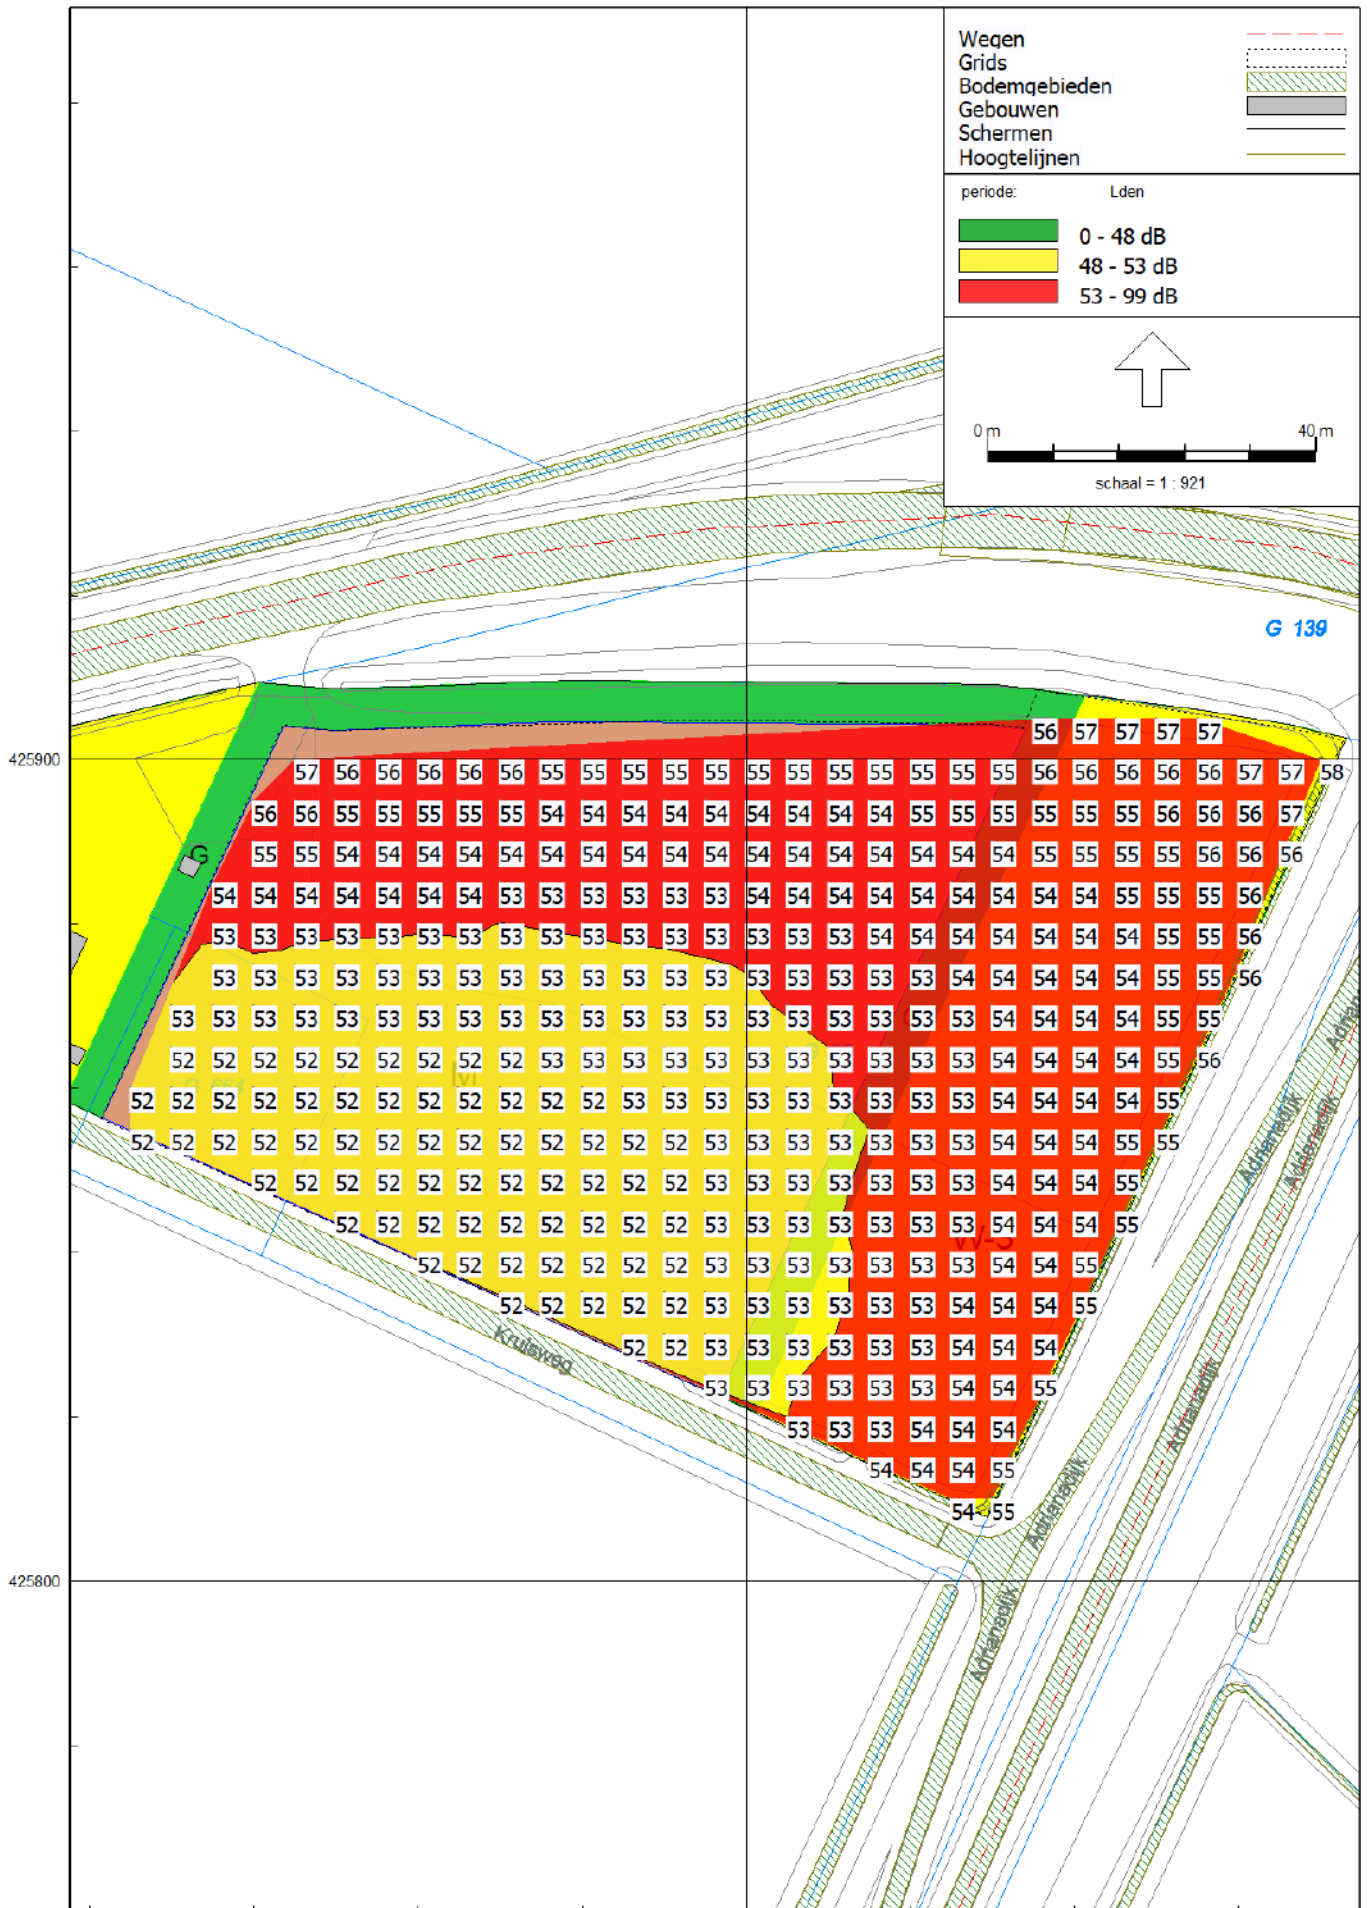 Wegen
Grids
Bodemgebieden
Gebouwen
Schermen
Hoogtelijnen
periode: Lden
0 - 48 dB
48 - 53 dB
53 - 99 dB
0 m 40 m
schaal = 1 : 921
G 139
56 57 57 57 57
425900
57 56 56 56 56 56 55 55 55 55 55 55 55 55 55 55 55 55 56 56 56 56 56 57 57 58
56 56 55 55 55 55 55 54 54 54 54 54 54 54 54 54 55 55 55 55 55 55 56 56 56 57
G
55 55 54 54 54 54 54 54 54 54 54 54 54 54 54 54 54 54 54 55 55 55 55 56 56 56
54 54 54 54 54 54 54 53 53 53 53 53 53 54 54 54 54 54 54 54 54 54 55 55 55 56
53 53 53 53 53 53 53 53 53 53 53 53 53 53 53 53 54 54 54 54 54 54 54 55 55 56
53 53 53 53 53 53 53 53 53 53 53 53 53 53 53 53 53 53 54 54 54 54 54 55 55 56
53 53 53 53 53 53 53 53 53 53 53 53 53 53 53 53 53 53 53 53 54 54 54 54 55 55
52 52 52 52 52 52 52 52 52 53 53 53 53 53 53 53 53 53 53 53 54 54 54 54 55 56
M
52 52 52 52 52 52 52 52 52 52 52 53 53 53 53 53 53 53 53 53 53 54 54 54 54 55
52 52 52 52 52 52 52 52 52 52 52 52 52 52 53 53 53 53 53 53 53 54 54 54 55 55
52 52 52 52 52 52 52 52 52 52 52 53 53 53 53 53 53 53 54 54 54 55
52 52 52 52 52 52 52 52 52 53 53 53 53 53 53 53 54 54 54 55
W-3
52 52 52 52 52 52 52 53 53 53 53 53 53 53 54 54 55
52 52 52 52 52 53 53 53 53 53 53 54 54 54 55
52 52 53 53 53 53 53 53 54 54 54
53 53 53 53 53 53 54 54 55
53 53 53 54 54 54
54 54 54 55
54 55
Kruisweg
Adrianadijk
Adrianadijk
Adrianadijk
Adrianadijk
Adrianadijk
425800